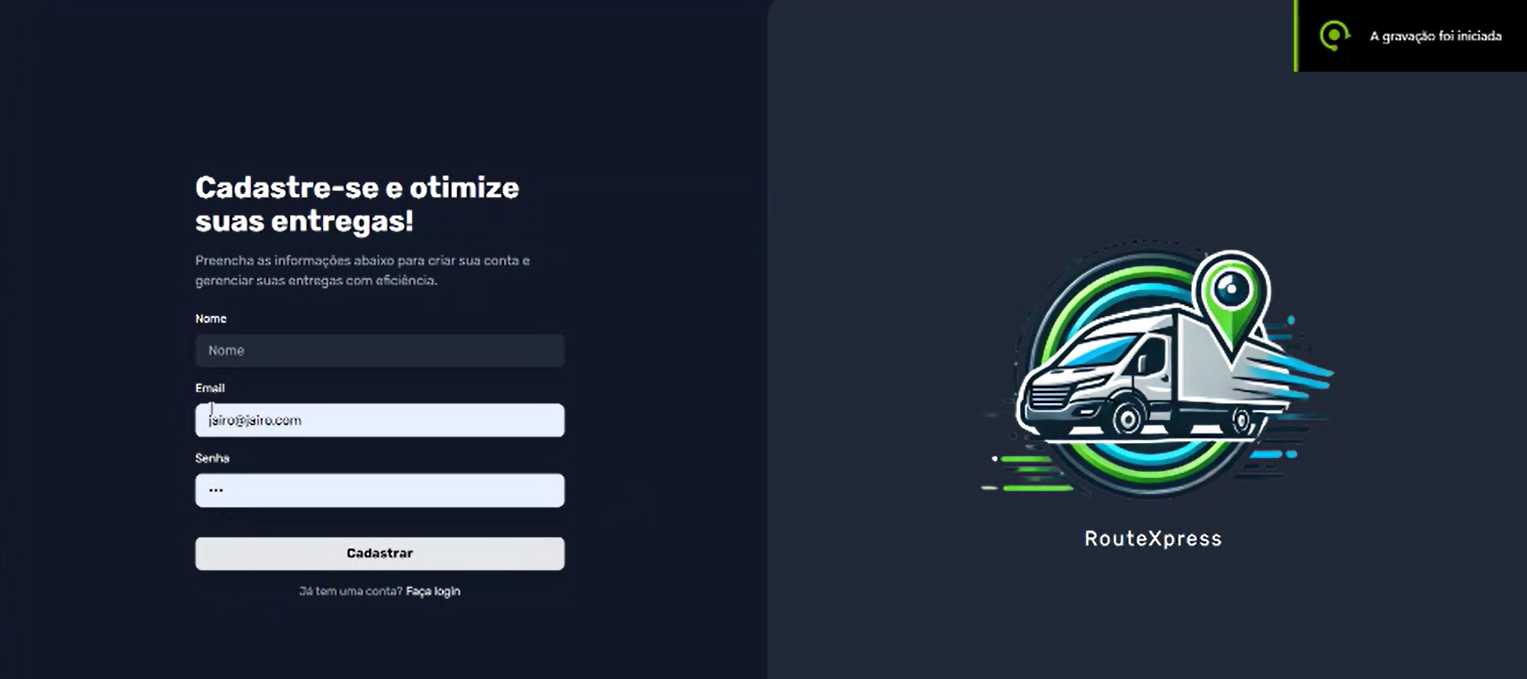 A gravação foi iniciada
Cadastre-se e otimize
suas entregas!
Preencha as informações abaixo para criar sua conta e
gerenciar suas entregas com eficiência.
Nome
Nome
Email
jairo@jairo.com
Senha
•••
Cadastrar
Já tem uma conta? Faça login
RouteXpress